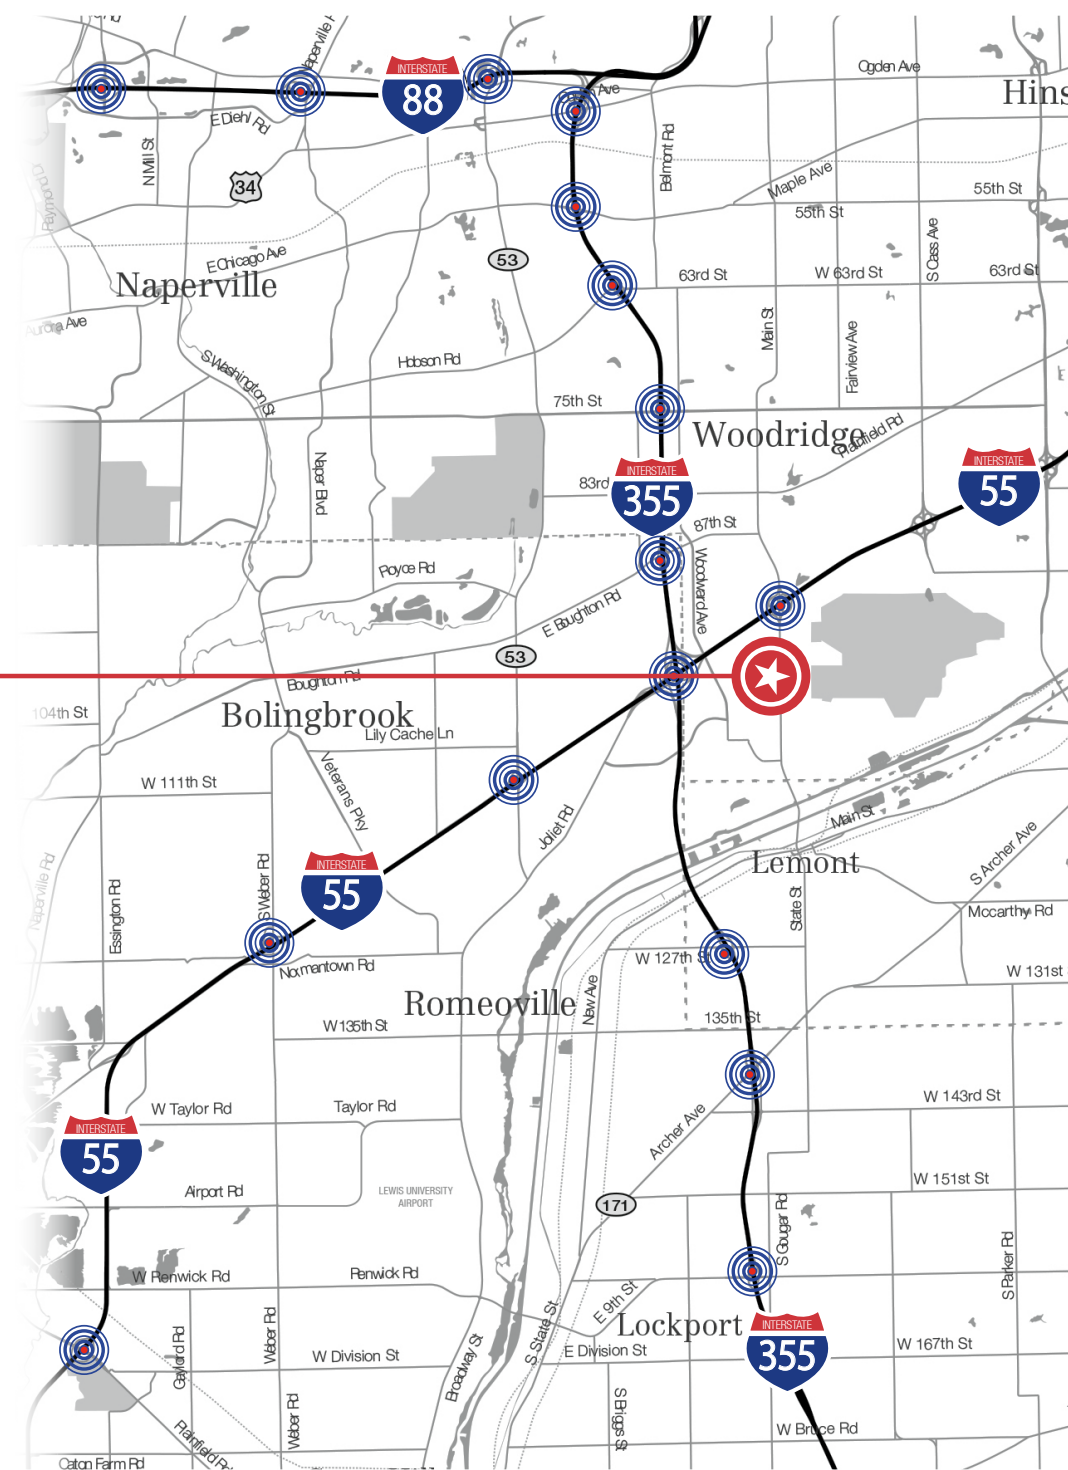 Naperville R
Ogden Ave
INTERSTATE
88
Hins
Ave
E Diehl Rd
N Mill St
Belmont Rd
34
Maple Ave
55th St
55th St
S Cass Ave
E Chicago Ave
53
63rd St
W 63rd St
63rd St
Naperville
Aurora Ave
Main St
Fairview Ave
S Washington St
Hobson Rd
75th St
Woodridge
Plainfield Rd
Naper Blvd
83rd
INTERSTATE
355
INTERSTATE
55
87th St
Woodward Ave
Royce Rd
E Boughton Rd
53
Boughton Rd
104th St
Bolingbrook
Lily Cache Ln
W 111th St
Veterans Pky
Joliet Rd
Main St
S Archer Ave
Lemont
Naperville Rd
INTERSTATE
55
S Weber Rd
Essington Rd
State St
Mccarthy Rd
W 127th S
Normantown Rd
W 131st
New Ave
Romeoville
W 135th St
135th St
W Taylor Rd
Taylor Rd
W 143rd St
Archer Ave
INTERSTATE
55
Airport Rd
LEWIS UNIVERSITY
AIRPORT
W 151st St
171
S Gougar Rd
S Parker Rd
W Renwick Rd
Renwick Rd
E 9th St
Lockport
INTERSTATE
355
Gaylord Rd
Weber Rd
S State St
W Division St
E Division St
W 167th St
Broadway St
Weber Rd
S Briggs St
W Bruce Rd
Plainfield Rd
Caton Farm Rd